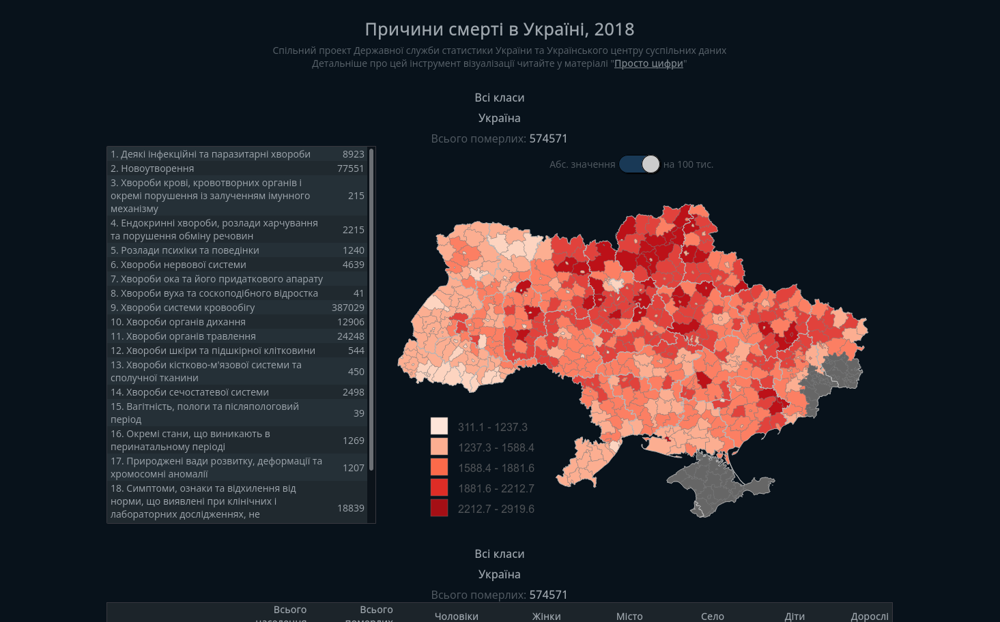 Причини смерті в Україні, 2018
Спільний проект Державної служби статистики України та Українського центру суспільних даних
Детальніше про цей інструмент візуалізації читайте у матеріалі "Просто цифри"
Всі класи
Україна
Всього померлих: 574571
Абс. значення на 100 тис.
1. Деякі інфекційні та паразитарні хвороби 8923
2. Новоутворення 77551
3. Хвороби крові, кровотворних органів і
окремі порушення із залученням імунного 215
механізму
4. Ендокринні хвороби, розлади харчування
та порушення обміну речовин 2215
5. Розлади психіки та поведінки 1240
6. Хвороби нервової системи 4639
7. Хвороби ока та його придаткового апарату
8. Хвороби вуха та соскоподібного відростка 41
9. Хвороби системи кровообігу 387029
10. Хвороби органів дихання 12906
11. Хвороби органів травлення 24248
12. Хвороби шкіри та підшкірної клітковини 544
13. Хвороби кістково-м'язової системи та
сполучної тканини 450
14. Хвороби сечостатевої системи 2498
15. Вагітність, пологи та післяпологовий
період 39
16. Окремі стани, що виникають в
перинатальному періоді 1269
17. Природжені вади розвитку, деформації та
хромосомні аномалії 1207
18. Симптоми, ознаки та відхилення від
норми, що виявлені при клінічних і 18839
лабораторних дослідженнях, не
311.1 - 1237.3
1237.3 - 1588.4
1588.4 - 1881.6
1881.6 - 2212.7
2212.7 - 2919.6
Всі класи
Україна
Всього померлих: 574571
Всього Всього
населення померлих Чоловіки Жінки Місто Село Діти Дорослі